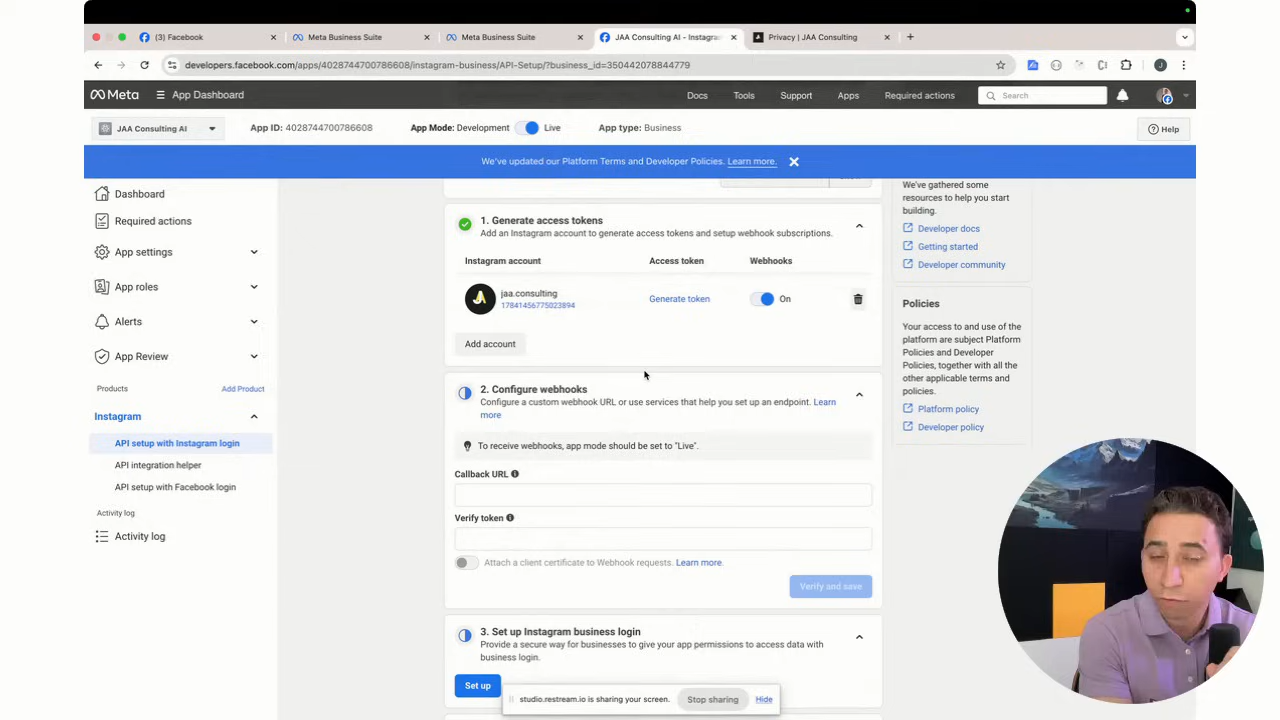 Facebook
Meta Business Suite
Meta Business Suite
JAA Consulting AI - Instagra
Privacy | JAA Consulting
developers.facebook.com/apps/4028744700786608/instagram-business/API-Setup/?business_id=350442078844779
J
Meta
App Dashboard
Docs
Tools
Support
Apps
Required actions
Search
JAA Consulting AI
App ID: 4028744700786608
App Mode: Development
Live
App type: Business
Help
We've updated our Platform Terms and Developer Policies. Learn more.
Dashboard
Required actions
App settings
App roles
Alerts
App Review
Products
Add Product
Instagram
API setup with Instagram login
API integration helper
API setup with Facebook login
Activity log
Activity log
1. Generate access tokens
Add an Instagram account to generate access tokens and setup webhook subscriptions.
Instagram account
Access token
Webhooks
jaa.consulting
17841456775023894
Generate token
On
Add account
2. Configure webhooks
Configure a custom webhook URL or use services that help you set up an endpoint. Learn
more
To receive webhooks, app mode should be set to "Live".
Callback URL
Verify token
Attach a client certificate to Webhook requests. Learn more.
Verify and save
3. Set up Instagram business login
Provide a secure way for businesses to give your app permissions to access data with
business login.
Set up
studio.restream.io is sharing your screen.
Stop sharing
Hide
We've gathered some
resources to help you start
building.
Developer docs
Getting started
Developer community
Policies
Your access to and use of the
platform are subject Platform
Policies and Developer
Policies, together with all the
other applicable terms and
policies.
Platform policy
Developer policy